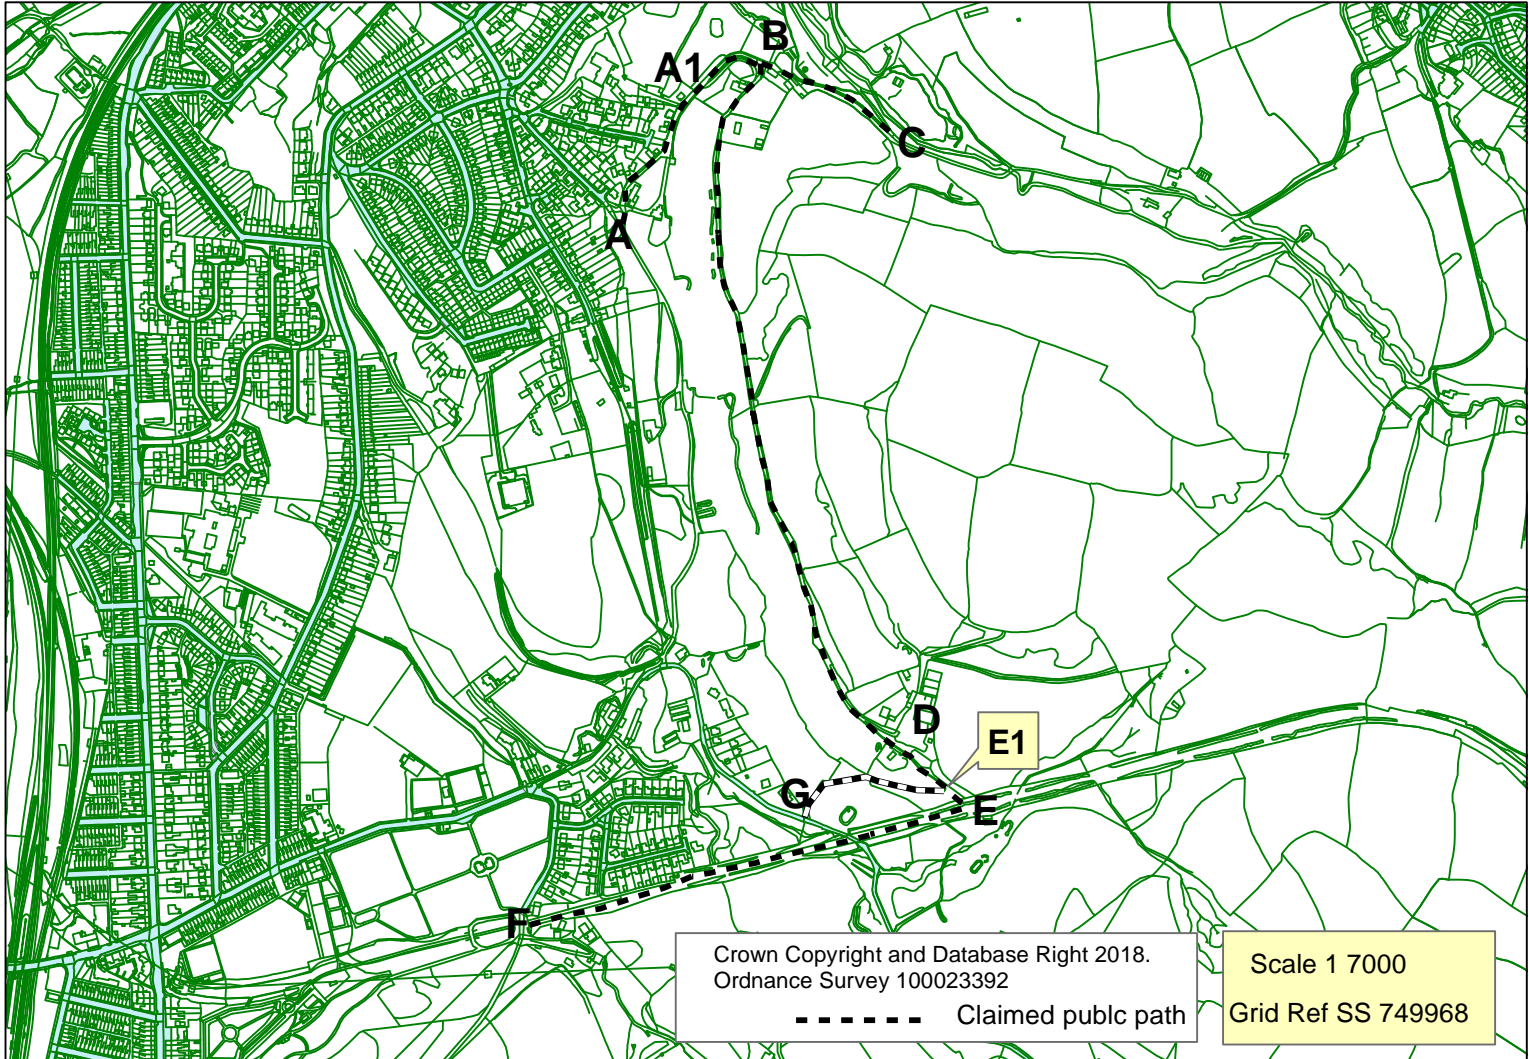 B
A1
C
A
D
E1
G
E
F
Crown Copyright and Database Right 2018.
Ordnance Survey 100023392
Claimed publc path
Scale 1 7000
Grid Ref SS 749968